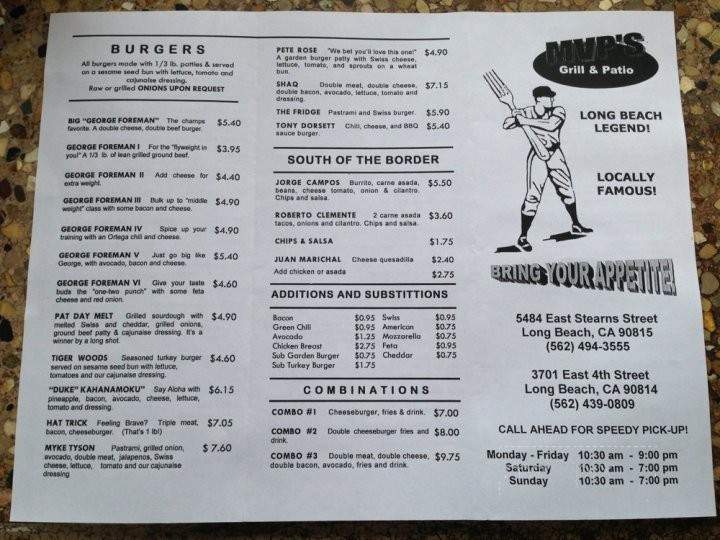 BURGERS
All burgers made with 1/3 lb. patties & served
on a sesame seed bun with lettuce, tomato and
cajunaise dressing.
Raw or grilled ONIONS UPON REQUEST
BIG "GEORGE FOREMAN" The champs $5.40
favorite. A double cheese, double beef burger.
GEORGE FOREMAN I For the "flyweight in $3.95
you!" A 1/3 lb. of lean grilled ground beef.
GEORGE FOREMAN II Add cheese for $4.40
extra weight.
GEORGE FOREMAN III Bulk up to "middle $4.90
weight" class with some bacon and cheese.
GEORGE FOREMAN IV Spice up your $4.90
training with an Ortega chili and cheese.
GEORGE FOREMAN V Just go big like $5.40
George, with avocado, bacon and cheese.
GEORGE FOREMAN VI Give your taste $4.60
buds the "one-two punch" with some feta
cheese and red onion.
PAT DAY MELT Grilled sourdough with $4.90
melted Swiss and cheddar, grilled onions,
ground beef patty & cajunaise dressing. It's a
winner by a long shot.
TIGER WOODS Seasoned turkey burger $4.60
served on sesame seed bun with lettuce,
tomatoes and our cajunaise dressing.
"DUKE" KAHANAMOKU" Say Aloha with $6.15
pineapple, bacon, avocado, cheese, lettuce,
tomato and dressing.
HAT TRICK Feeling Brave? Triple meat, $7.05
bacon, cheeseburger. (That's 1 lb!)
MYKE TYSON Pastrami, grilled onion, $ 7.60
avocado, double meat, jalapenos, Swiss
cheese, lettuce, tomato and our cajunaise
dressing
PETE ROSE "We bet you'll love this one!" $4.90
A garden burger patty with Swiss cheese,
lettuce, tomato, and sprouts on a wheat
bun.
SHAQ Double meat, double cheese, $7.15
double bacon, avocado, lettuce, tomato and
dressing.
THE FRIDGE Pastrami and Swiss burger. $5.90
TONY DORSETT Chili, cheese, and BBQ $5.40
sauce burger.
SOUTH OF THE BORDER
JORGE CAMPOS Burrito, carne asada, $5.50
beans, cheese tomato, onion & cilantro.
Chips and salsa.
ROBERTO CLEMENTE 2 carne asada $3.60
tacos, onions and cilantro. Chips and salsa.
CHIPS & SALSA $1.75
JUAN MARICHAL Cheese quesadilla $2.40
Add chicken or asada $2.75
ADDITIONS AND SUBSTITTIONS
Bacon $0.95 Swiss $0.95
Green Chili $0.95 American $0.75
Avocado $1.25 Mozzarella $0.75
Chicken Breast $2.75 Feta $0.95
Sub Garden Burger $0.75 Cheddar $0.75
Sub Turkey Burger $1.75
COMBINATIONS
COMBO #1 Cheeseburger, fries & drink. $7.00
COMBO #2 Double cheeseburger fries and $8.00
drink.
COMBO #3 Double meat, double cheese, $9.75
double bacon, avocado, fries and drink.
MVP'S
Grill & Patio
LONG BEACH
LEGEND!
LOCALLY
FAMOUS!
BRING YOUR APPETITE!
5484 East Stearns Street
Long Beach, CA 90815
(562) 494-3555
3701 East 4th Street
Long Beach, CA 90814
(562) 439-0809
CALL AHEAD FOR SPEEDY PICK-UP!
Monday - Friday 10:30 am - 9:00 pm
Saturday 10:30 am - 7:00 pm
Sunday 10:30 am - 7:00 pm